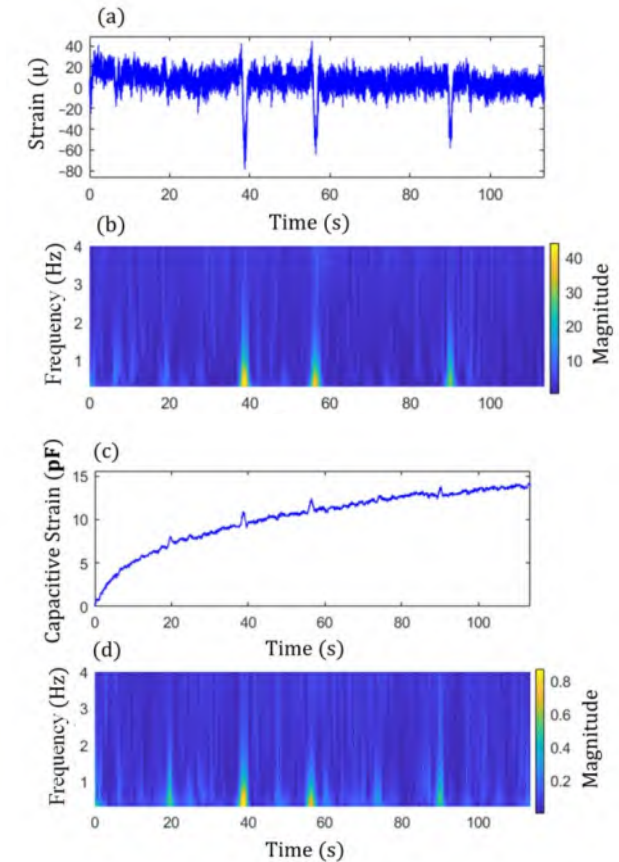 (a)
40
20
0
-20
-40
-60
-80
Strain (μ)
0 20 40 60 80 100
Time (s)
(b)
4
3
2
1
Frequency (Hz)
0 20 40 60 80 100
40
30
20
10
Magnitude
(c)
15
10
5
0
Capacitive Strain (pF)
0 20 40 60 80 100
Time (s)
(d)
4
3
2
1
Frequency (Hz)
0 20 40 60 80 100
Time (s)
0.8
0.6
0.4
0.2
Magnitude